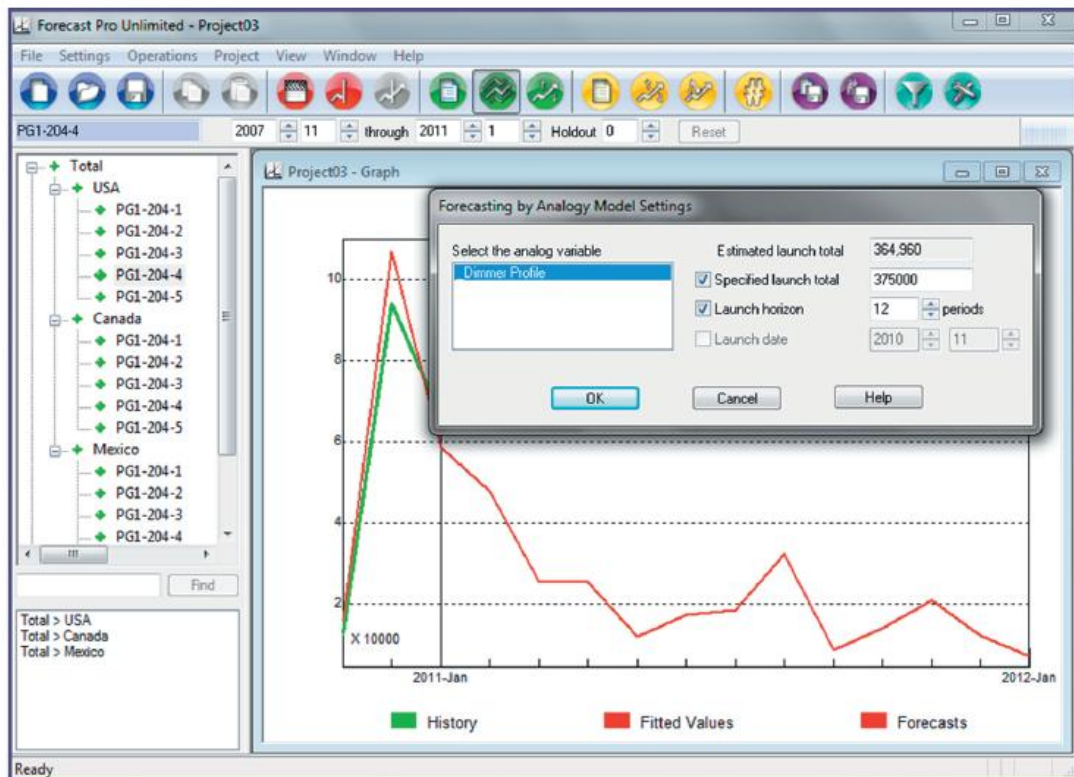 Forecast Pro Unlimited - Project03
File Settings Operations Project View Window Help
PG1-204-4 2007 11 through 2011 1 Holdout 0 Reset
Total
USA
PG1-204-1
PG1-204-2
PG1-204-3
PG1-204-4
PG1-204-5
Canada
PG1-204-1
PG1-204-2
PG1-204-3
PG1-204-4
PG1-204-5
Mexico
PG1-204-1
PG1-204-2
PG1-204-3
PG1-204-4
Find
Total > USA
Total > Canada
Total > Mexico
Project03 - Graph
Forecasting by Analogy Model Settings
Select the analog variable
Dimmer Profile
Estimated launch total 364,960
Specified launch total 375000
Launch horizon 12 periods
Launch date 2010 11
OK Cancel Help
10
8
6
4
2
X 10000
2011-Jan 2012-Jan
History Fitted Values Forecasts
Ready